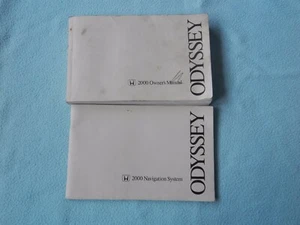 2000 Owner's Manual
ODYSSEY
2000 Navigation System
ODYSSEY